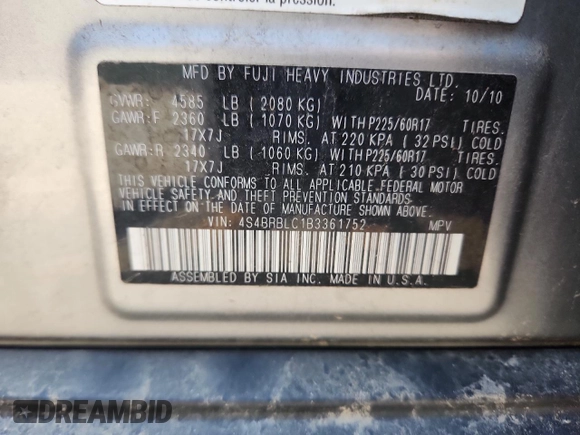 contrôler la pression.
MFD BY FUJI HEAVY INDUSTRIES LTD.
DATE: 10/10
GVWR: 4585 LB (2080 KG)
GAWR:F 2360 LB (1070 KG) WITH P225/60R17 TIRES.
17X7J RIMS. AT 220 KPA ( 32 PSI) COLD
GAWR:R 2340 LB (1060 KG) WITH P225/60R17 TIRES.
17X7J RIMS. AT 210 KPA ( 30 PSI) COLD
THIS VEHICLE CONFORMS TO ALL APPLICABLE FEDERAL MOTOR
VEHICLE SAFETY AND THEFT PREVENTION STANDARDS
IN EFFECT ON THE DATE OF MANUFACTURE SHOWN ABOVE.
VIN: 4S4BRBLC1B3361752 MPV
ASSEMBLED BY SIA INC. IN U.S.A.
DREAMBID